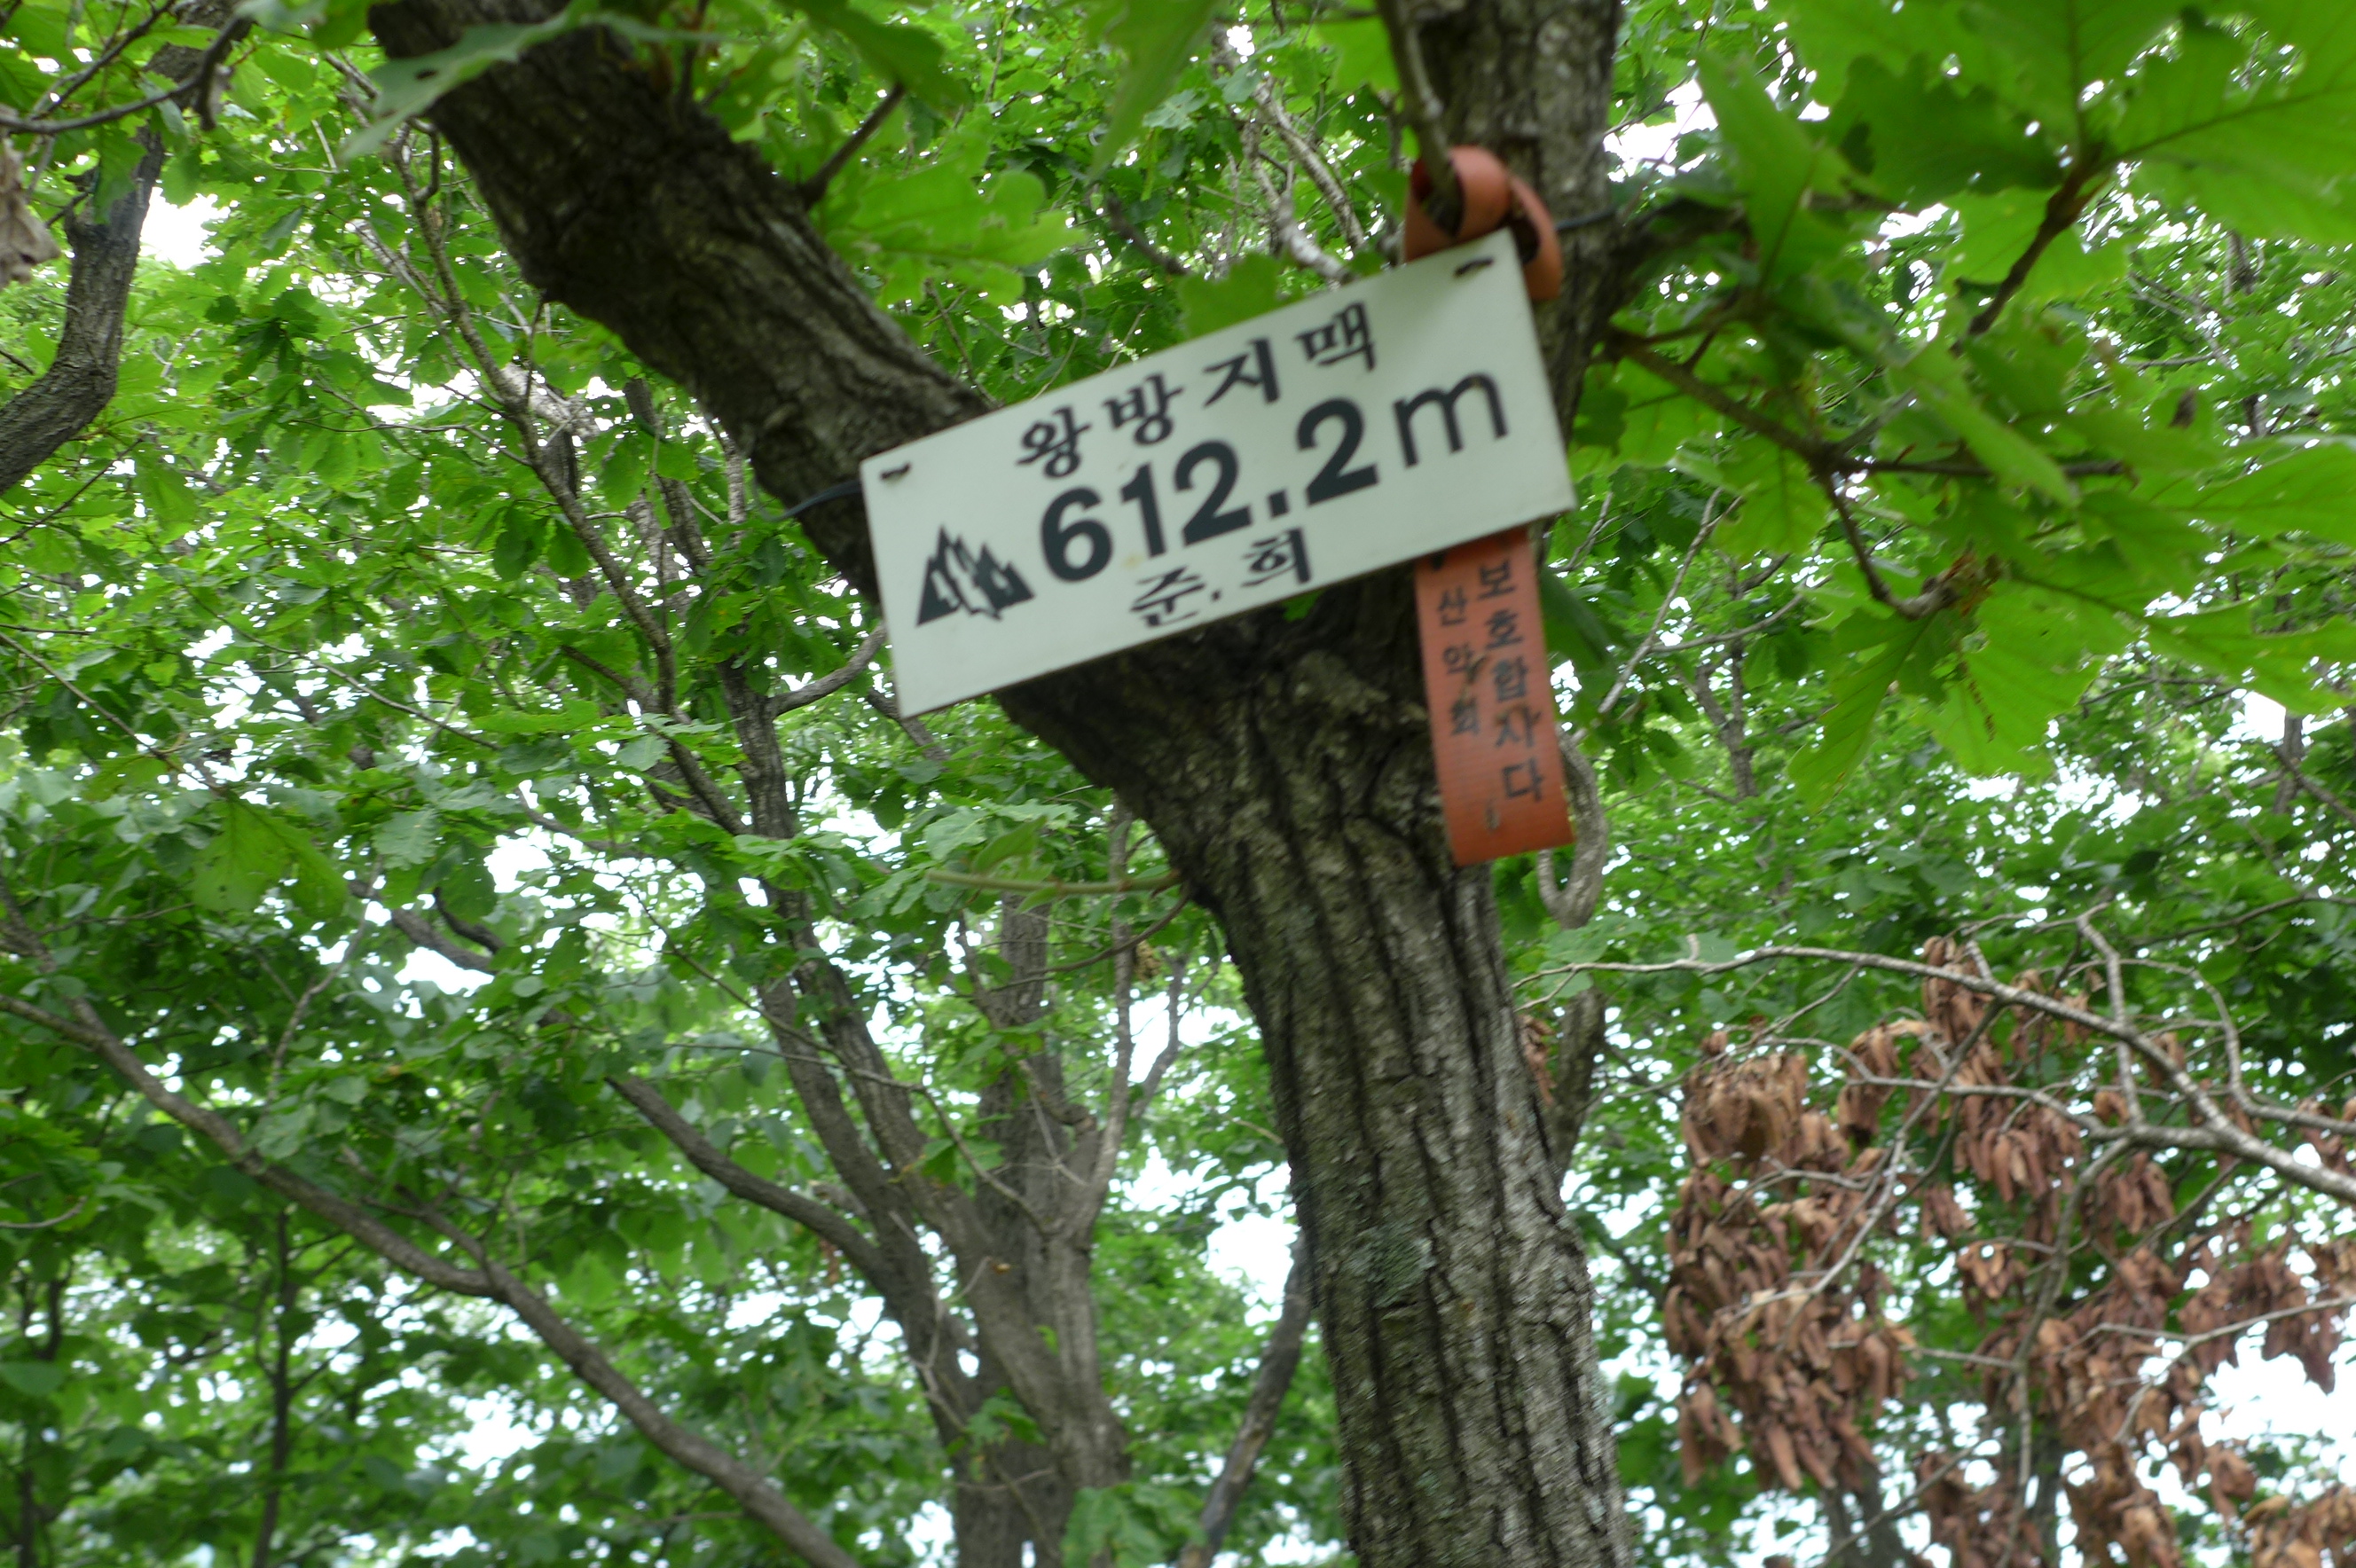 왕방지맥
612.2m
준.희
보호합시다
산악회